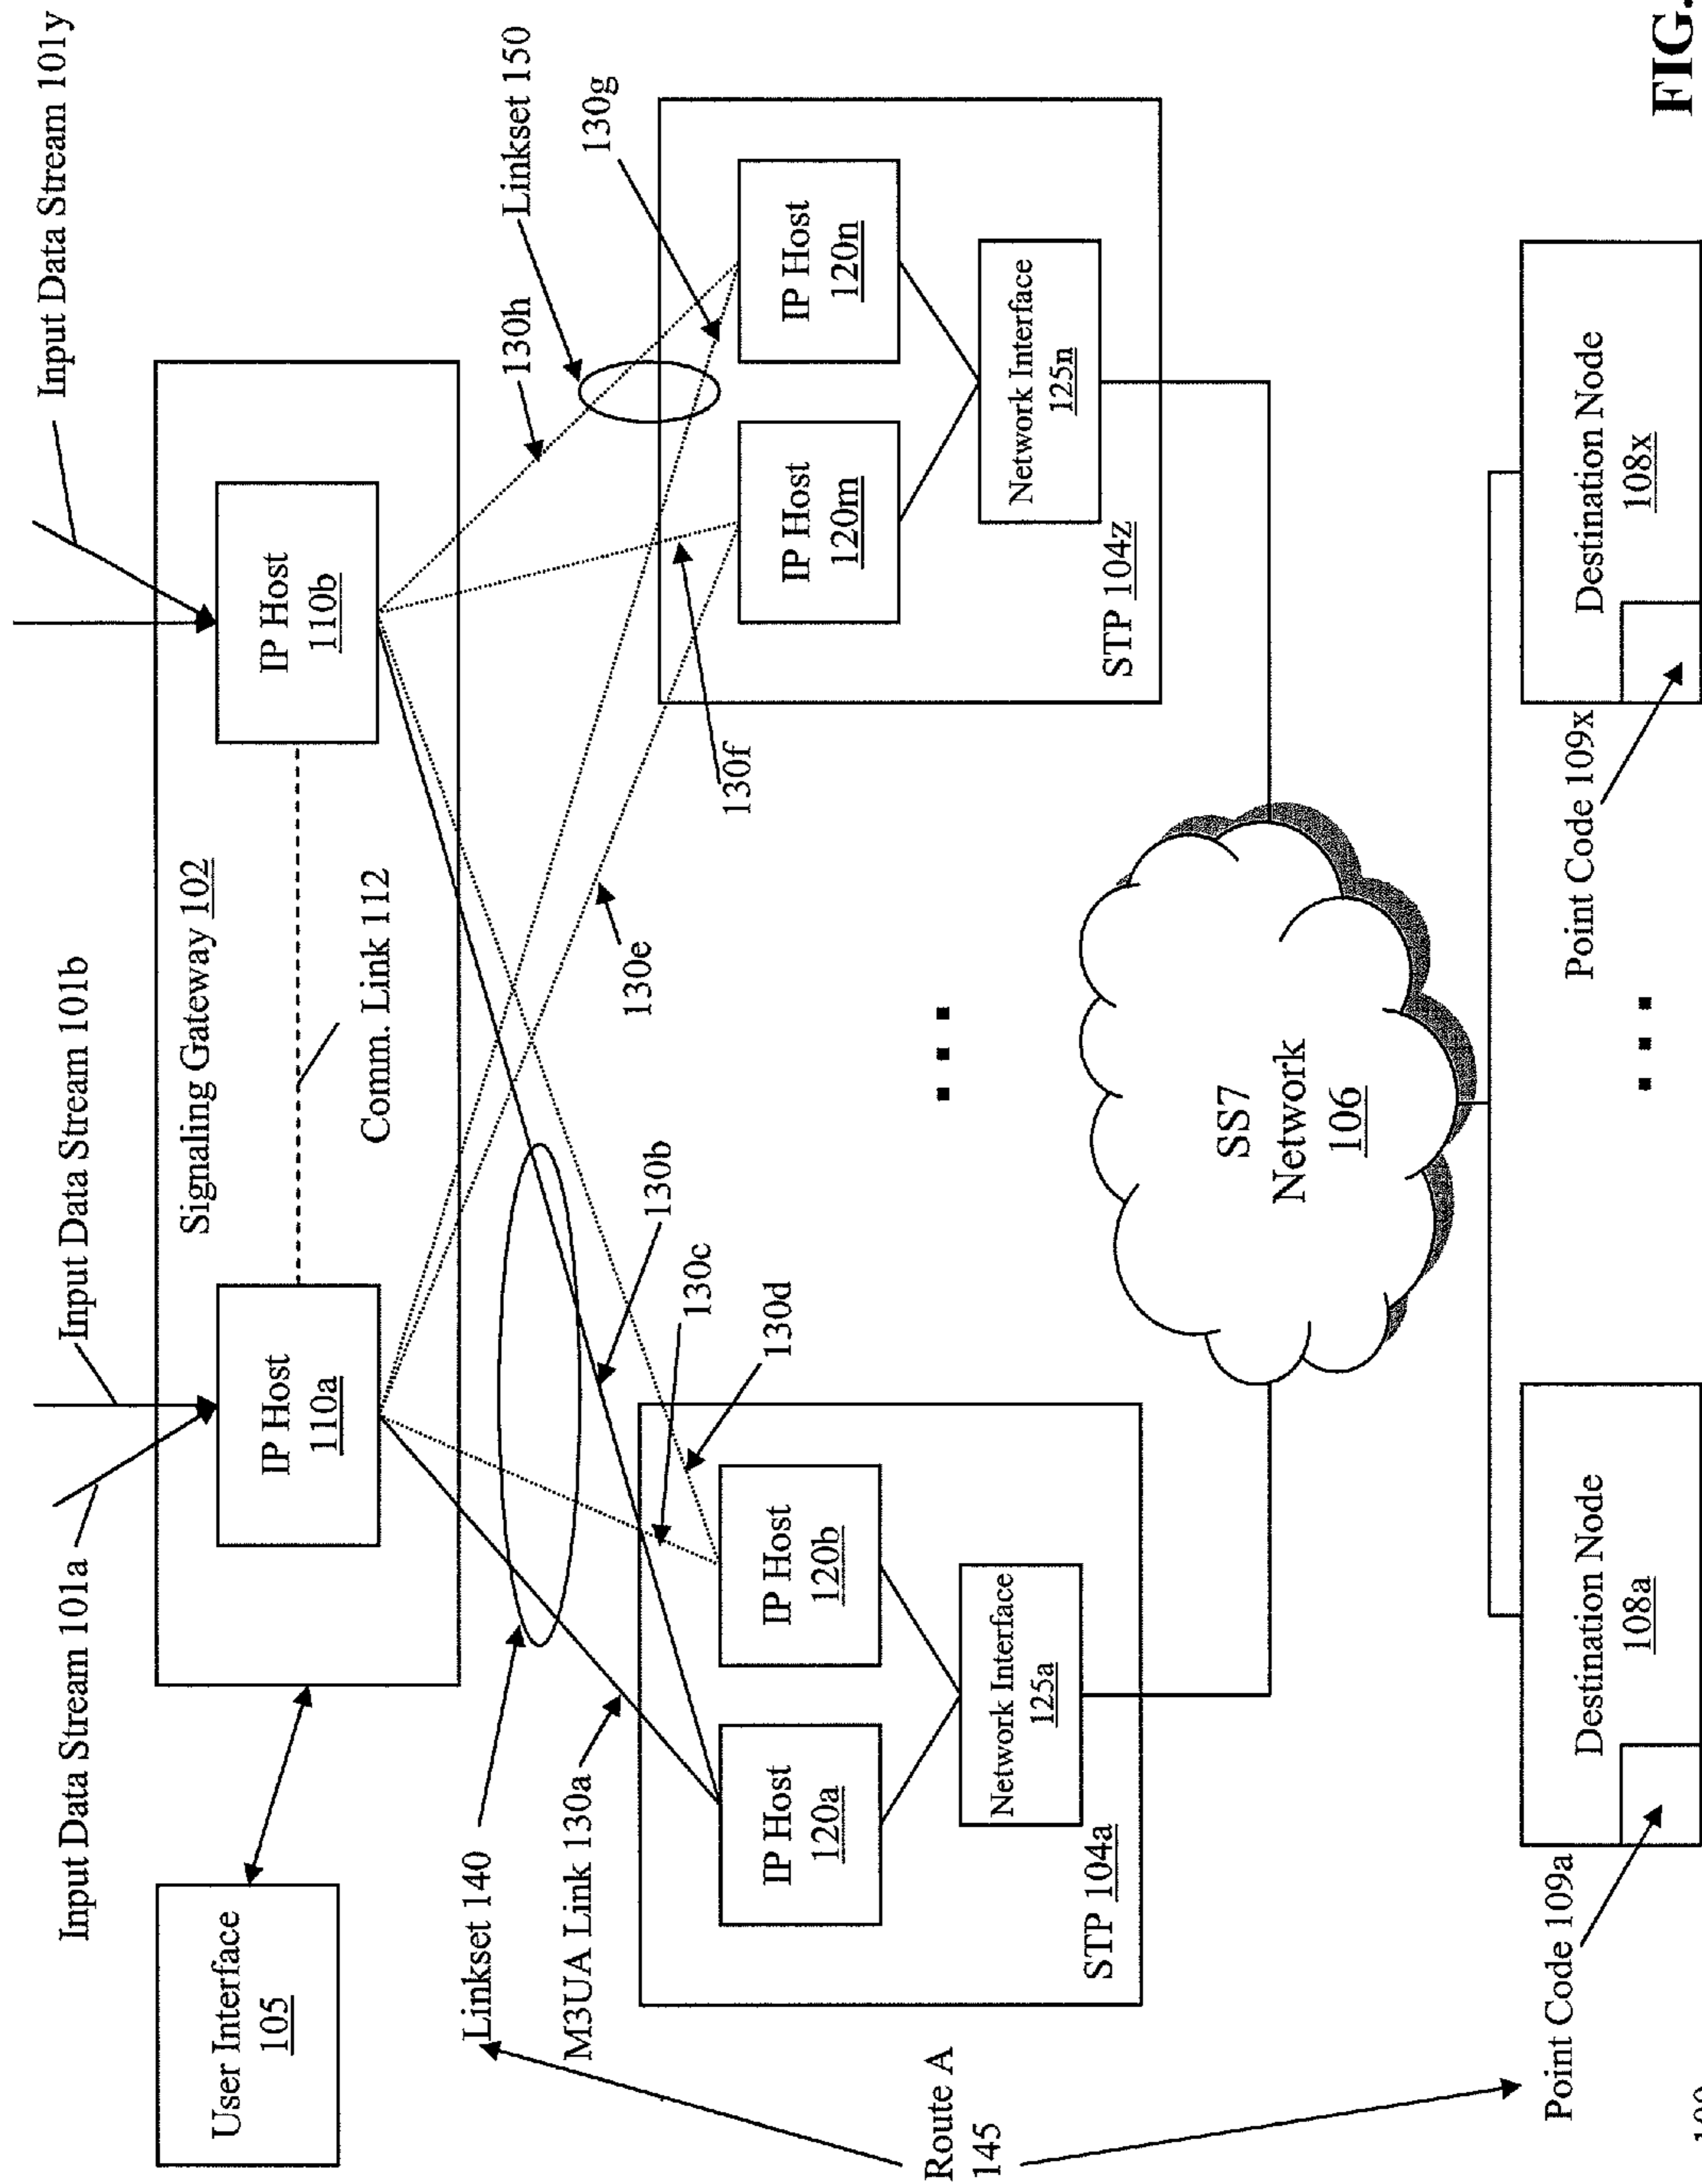 Input Data Stream 101a
Input Data Stream 101b
Input Data Stream 101y
User Interface
105
Signaling Gateway 102
IP Host
110a
IP Host
110b
Comm. Link 112
Linkset 140
M3UA Link 130a
130b
130c
130d
130e
130f
130h
Linkset 150
130g
Route A
145
IP Host
120a
IP Host
120b
Network Interface
125a
STP 104a
IP Host
120m
IP Host
120n
Network Interface
125n
STP 104z
SS7
Network
106
Point Code 109a
Destination Node
108a
Point Code 109x
Destination Node
108x
FIG.